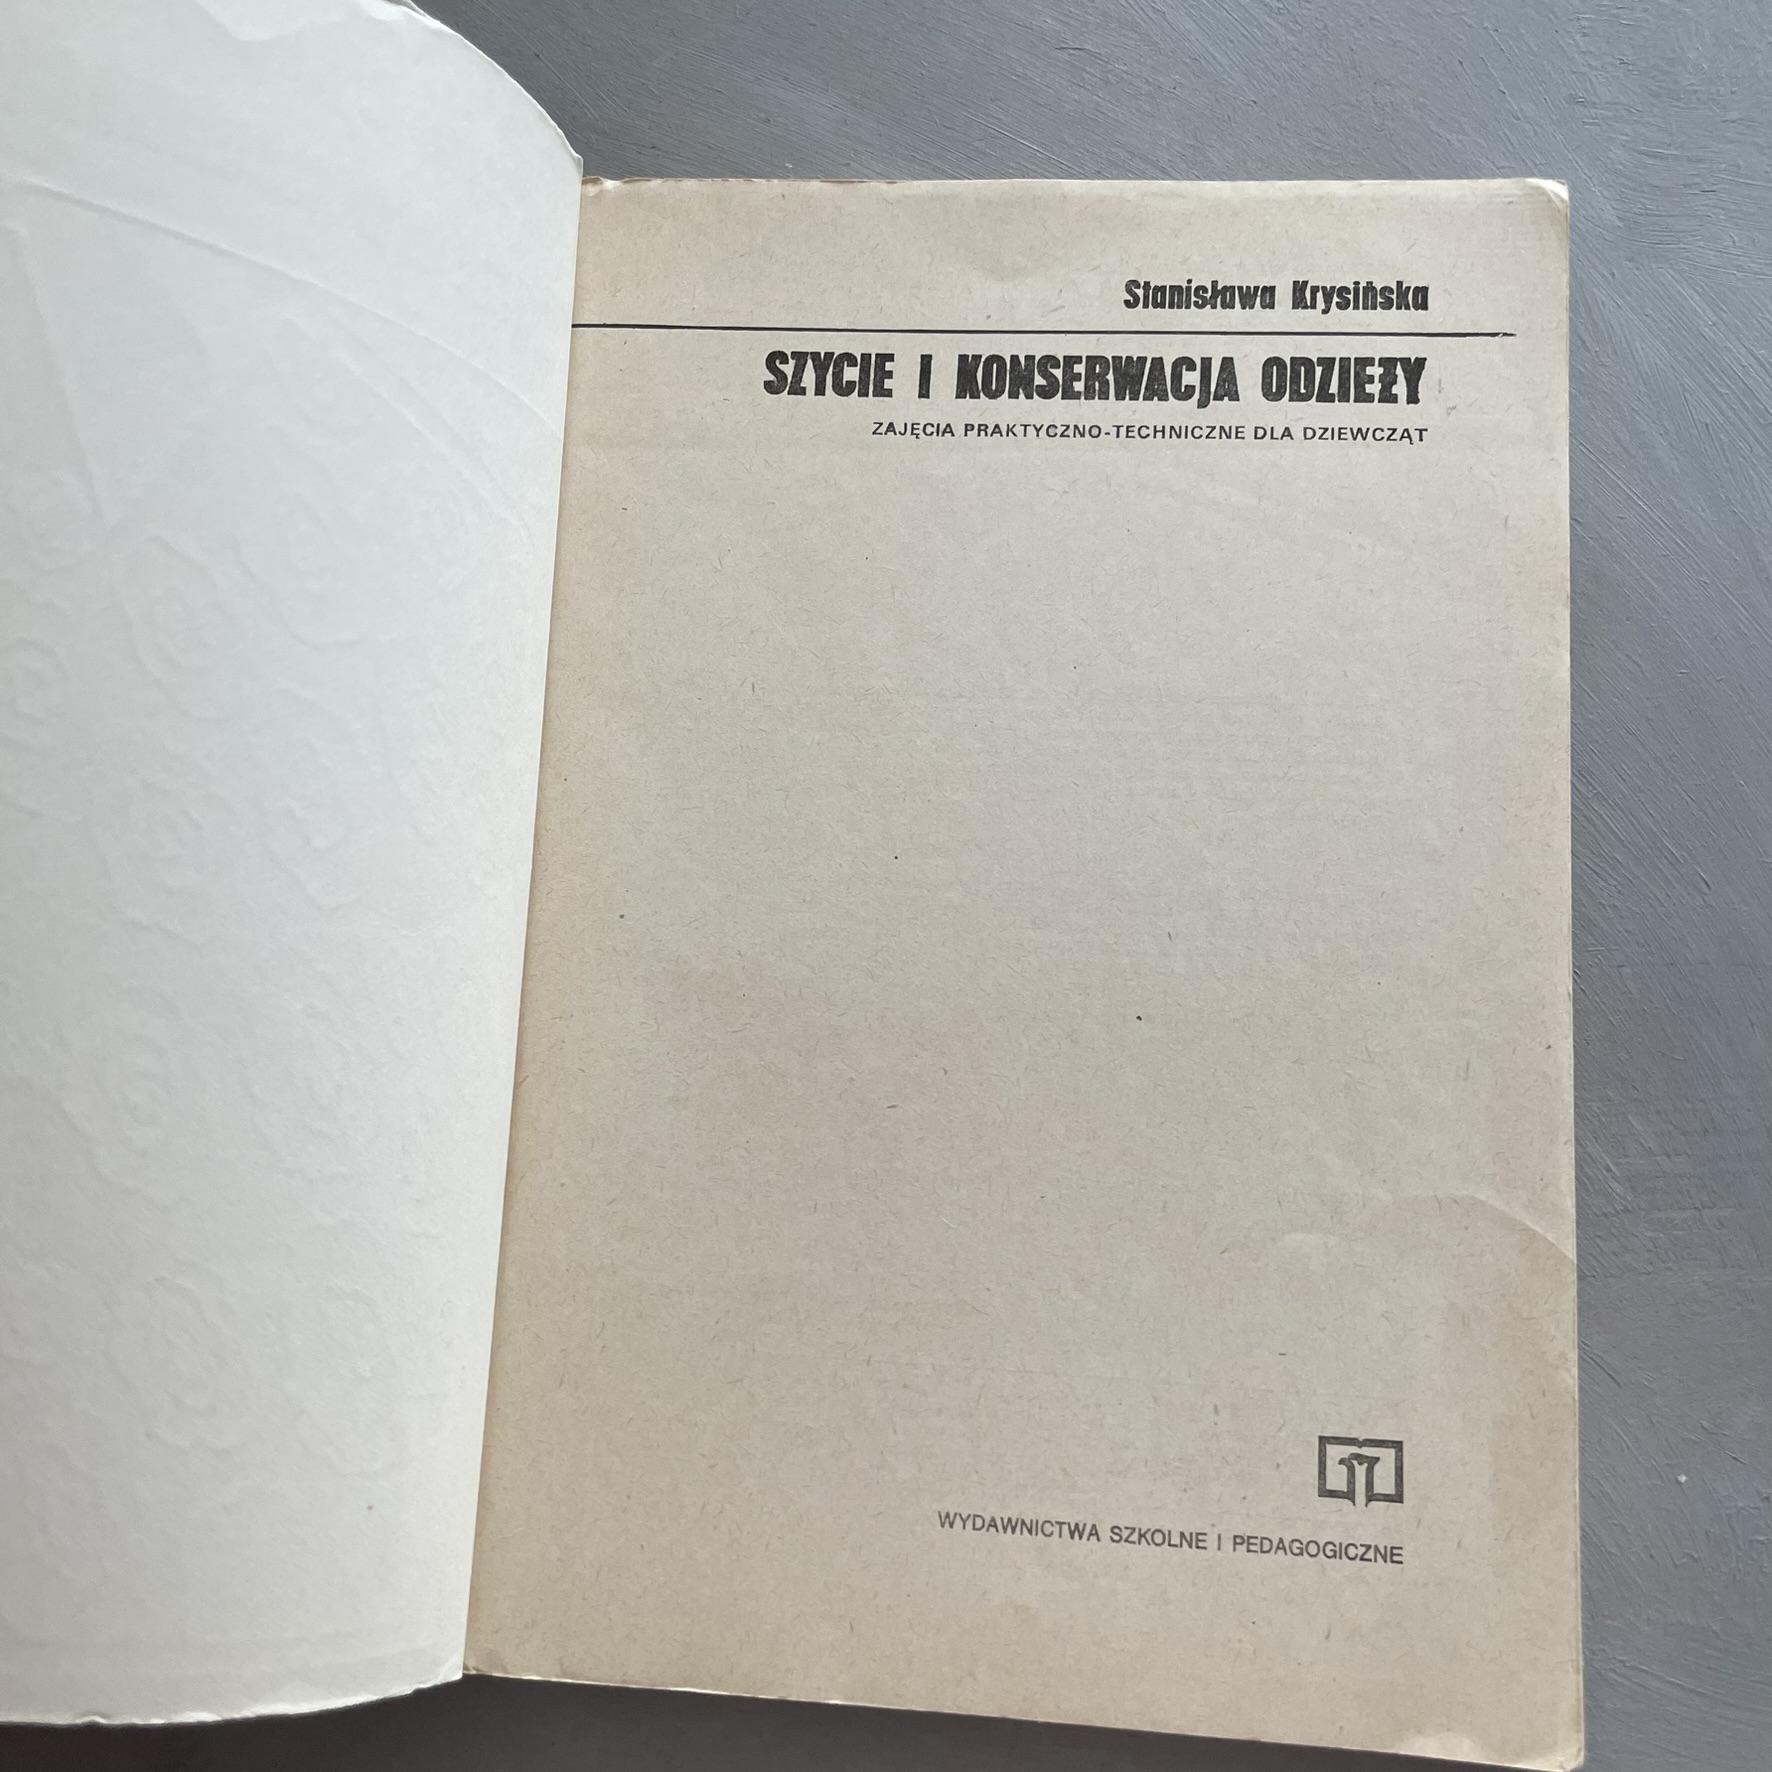 Stanisława Krysińska
SZYCIE I KONSERWACJA ODZIEŻY
ZAJĘCIA PRAKTYCZNO-TECHNICZNE DLA DZIEWCZĄT
WYDAWNICTWA SZKOLNE I PEDAGOGICZNE